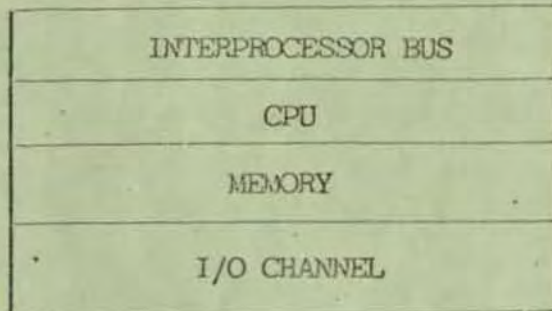 INTERPROCESSOR BUS
CPU
MEMORY
I/O CHANNEL